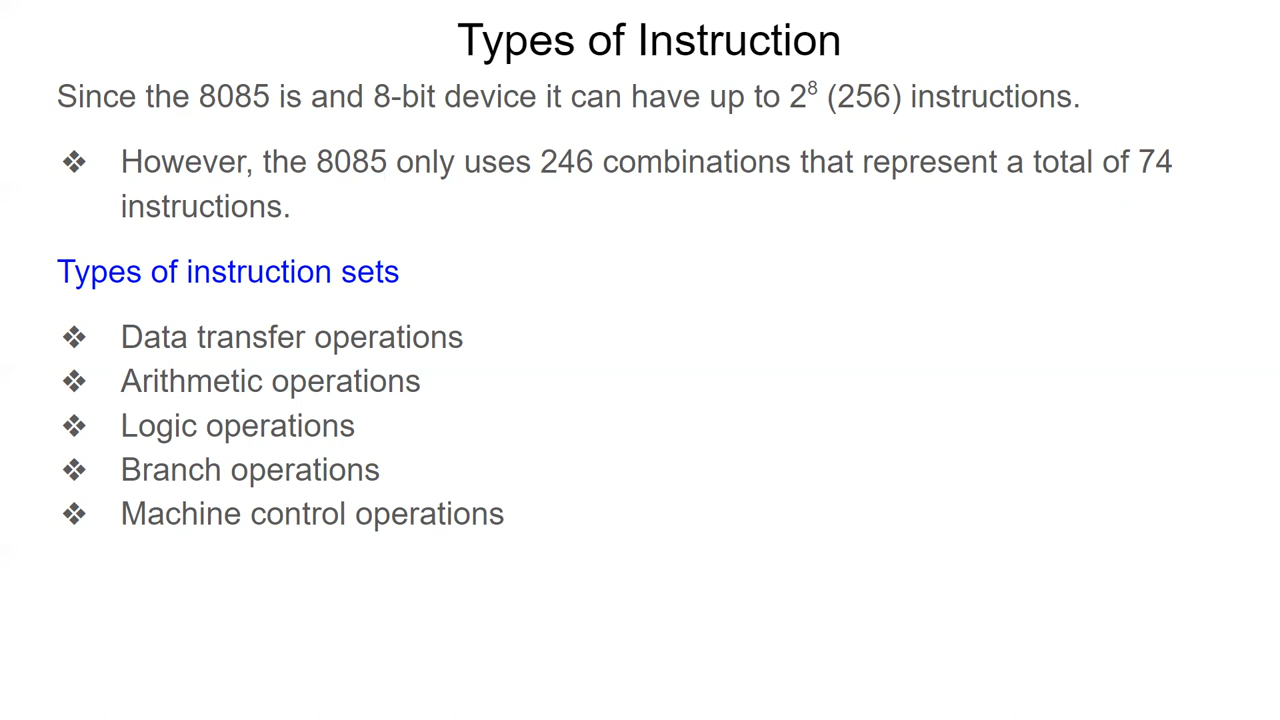 Types of Instruction
Since the 8085 is and 8-bit device it can have up to 2⁸ (256) instructions.
❖ However, the 8085 only uses 246 combinations that represent a total of 74
instructions.
Types of instruction sets
❖ Data transfer operations
❖ Arithmetic operations
❖ Logic operations
❖ Branch operations
❖ Machine control operations